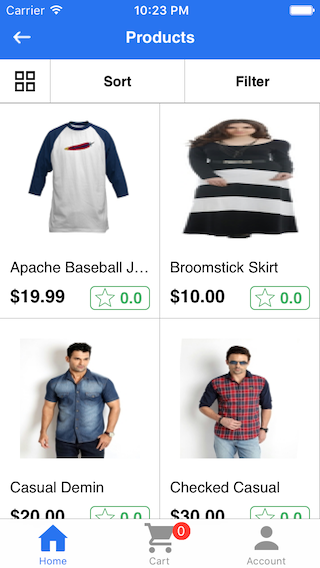 Carrier 10:23 PM
Products
Sort Filter
Apache Baseball J... Broomstick Skirt
$19.99 0.0 $10.00 0.0
Casual Demin Checked Casual
$20.00 0.0 $30.00 0.0
0
Home Cart Account